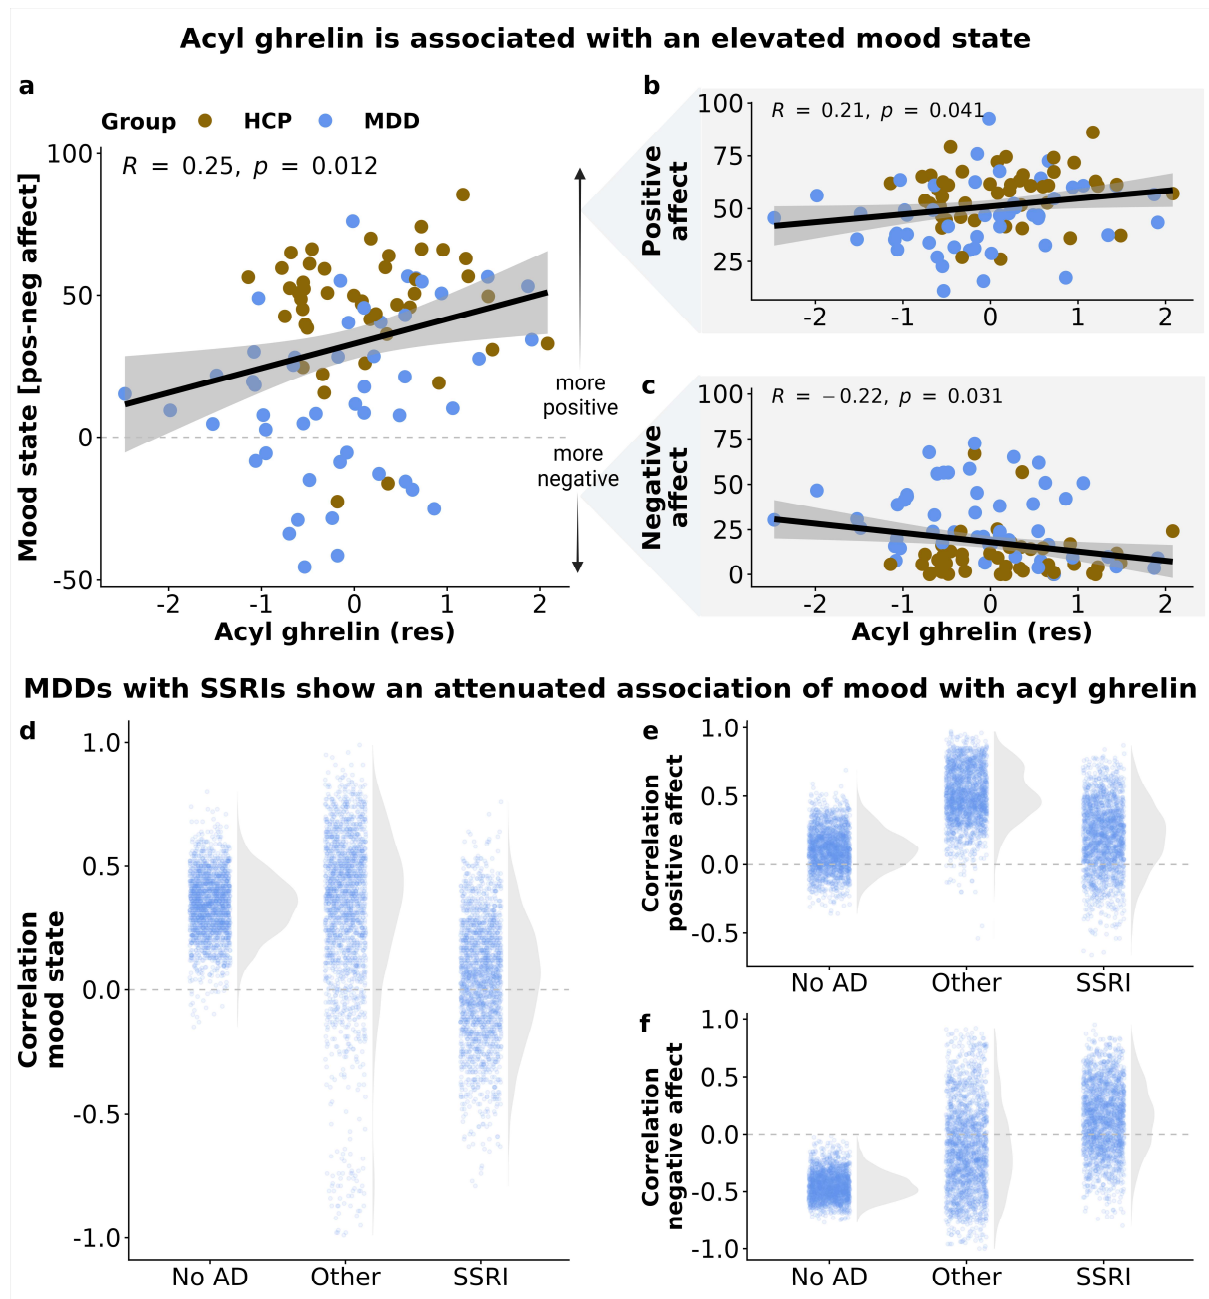 Acyl ghrelin is associated with an elevated mood state
a
Group HCP MDD
R = 0.25, p = 0.012
Mood state [pos-neg affect]
100
50
0
-50
-2 -1 0 1 2
Acyl ghrelin (res)
more
positive
more
negative
b
R = 0.21, p = 0.041
Positive
affect
100
75
50
25
-2 -1 0 1 2
c
R = −0.22, p = 0.031
Negative
affect
100
75
50
25
0
-2 -1 0 1 2
Acyl ghrelin (res)
MDDs with SSRIs show an attenuated association of mood with acyl ghrelin
d
Correlation
mood state
1.0
0.5
0.0
-0.5
-1.0
No AD Other SSRI
e
Correlation
positive affect
1.0
0.5
0.0
-0.5
No AD Other SSRI
f
Correlation
negative affect
1.0
0.5
0.0
-0.5
-1.0
No AD Other SSRI